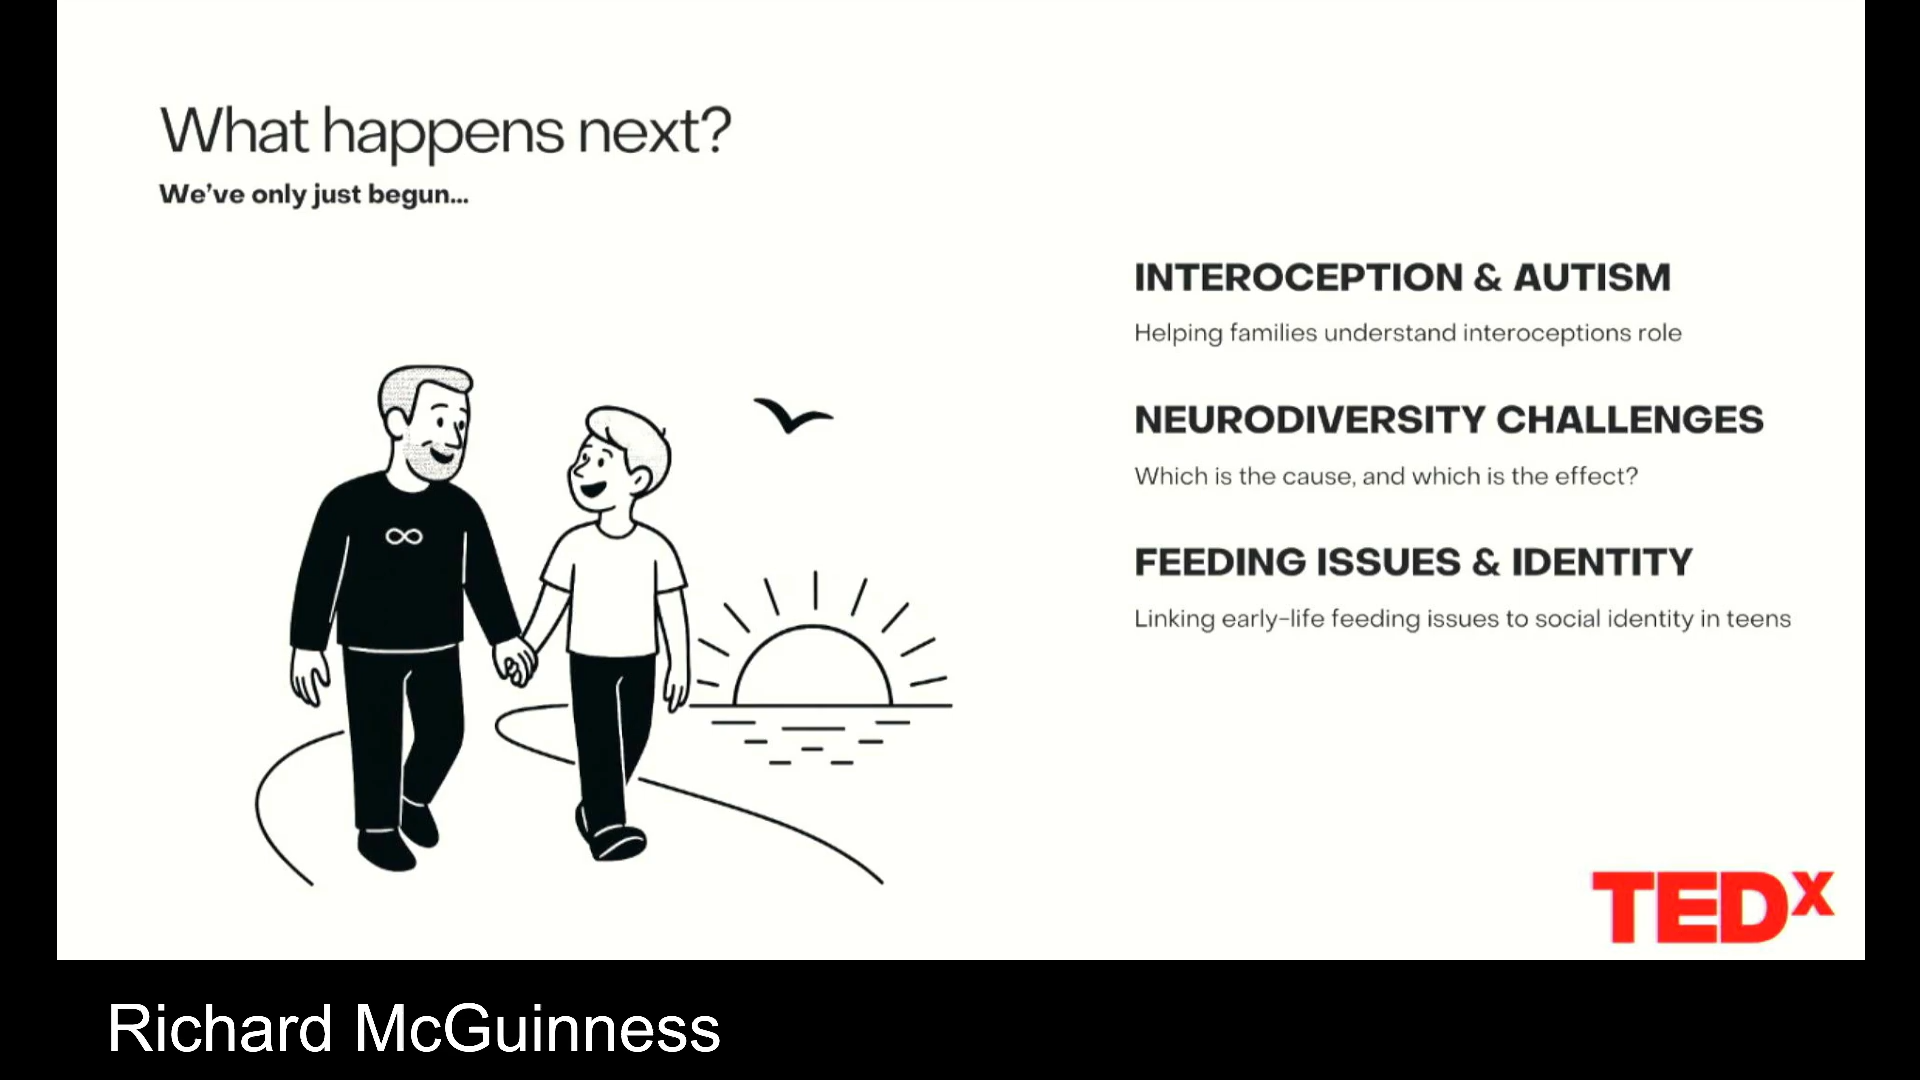 What happens next?
We've only just begun...
INTEROCEPTION & AUTISM
Helping families understand interoceptions role
NEURODIVERSITY CHALLENGES
Which is the cause, and which is the effect?
FEEDING ISSUES & IDENTITY
Linking early-life feeding issues to social identity in teens
TEDx
Richard McGuinness